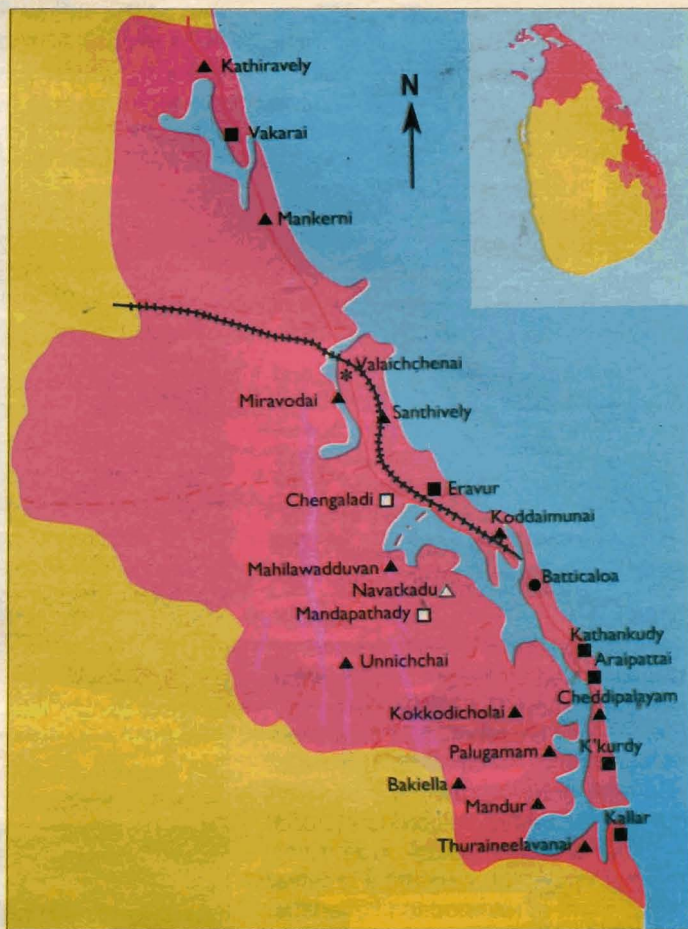 Kathiravely
N
Vakarai
Mankerni
Valaichchenai
Miravodai
Santhively
Eravur
Chengaladi
Koddaimunai
Mahilawadduvan
Batticaloa
Navatkadu
Mandapathady
Kathankudy
Unnichchai
Araipattai
Cheddipalayam
Kokkodicholai
Palugamam
K'kurdy
Bakiella
Mandur
Kallar
Thuraineelavanai